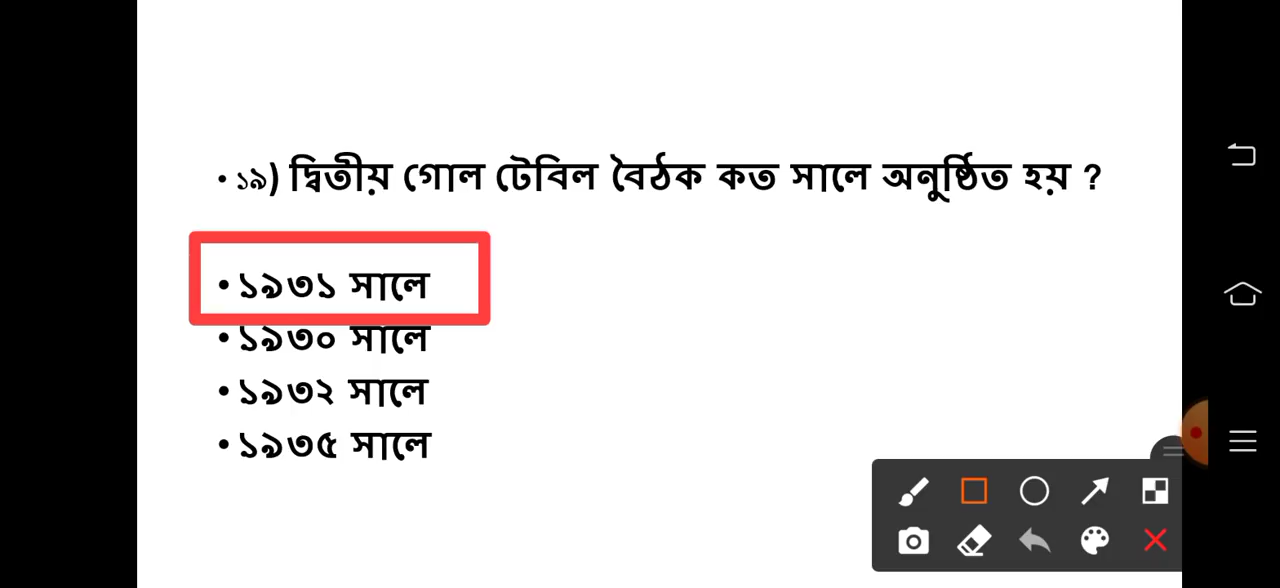 • ১৯) দ্বিতীয় গোল টেবিল বৈঠক কত সালে অনুষ্ঠিত হয় ?
• ১৯৩১ সালে
• ১৯৩০ সালে
• ১৯৩২ সালে
• ১৯৩৫ সালে